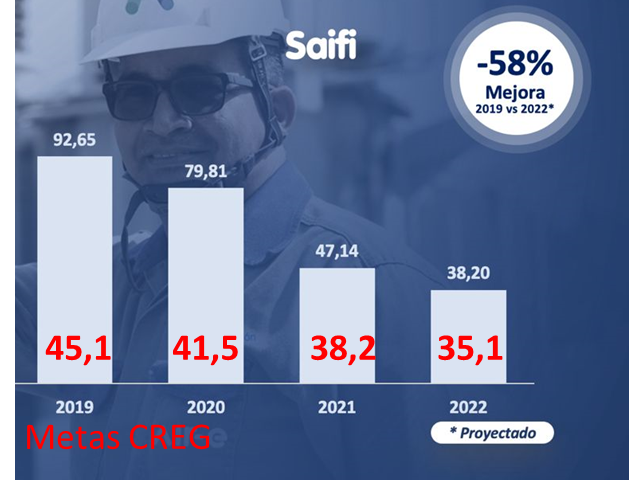 Saifi
-58%
Mejora
2019 vs 2022*
92,65
79,81
47,14
38,20
45,1 41,5 38,2 35,1
2019 2020 2021 2022
Metas CREG
* Proyectado